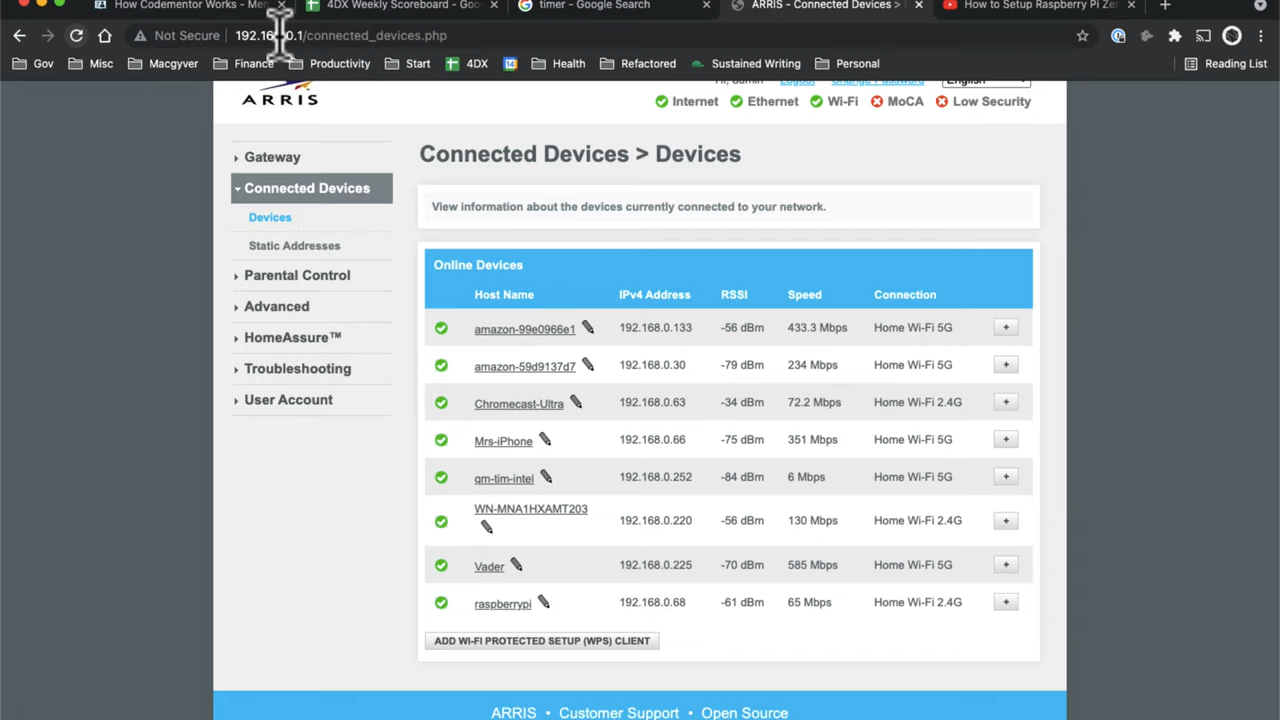 How Codementor Works - Men
4DX Weekly Scoreboard - Goo
timer - Google Search
ARRIS - Connected Devices >
How to Setup Raspberry Pi Zer
Not Secure
/connected_devices.php
Gov
Misc
Macgyver
Finance
Productivity
Start
4DX
Health
Refactored
Sustained Writing
Personal
Reading List
ARRIS
Hi, admin
Logout
Change Password
English
Internet
Ethernet
Wi-Fi
MoCA
Low Security
Gateway
Connected Devices
Devices
Static Addresses
Parental Control
Advanced
HomeAssure™
Troubleshooting
User Account
Connected Devices > Devices
View information about the devices currently connected to your network.
Online Devices
Host Name IPv4 Address RSSI Speed Connection
amazon-99e0966e1 192.168.0.133 -56 dBm 433.3 Mbps Home Wi-Fi 5G +
amazon-59d9137d7 192.168.0.30 -79 dBm 234 Mbps Home Wi-Fi 5G +
Chromecast-Ultra 192.168.0.63 -34 dBm 72.2 Mbps Home Wi-Fi 2.4G +
Mrs-iPhone 192.168.0.66 -75 dBm 351 Mbps Home Wi-Fi 5G +
qm-tim-intel 192.168.0.252 -84 dBm 6 Mbps Home Wi-Fi 5G +
WN-MNA1HXAMT203 192.168.0.220 -56 dBm 130 Mbps Home Wi-Fi 2.4G +
Vader 192.168.0.225 -70 dBm 585 Mbps Home Wi-Fi 5G +
raspberrypi 192.168.0.68 -61 dBm 65 Mbps Home Wi-Fi 2.4G +
ADD WI-FI PROTECTED SETUP (WPS) CLIENT
ARRIS • Customer Support • Open Source